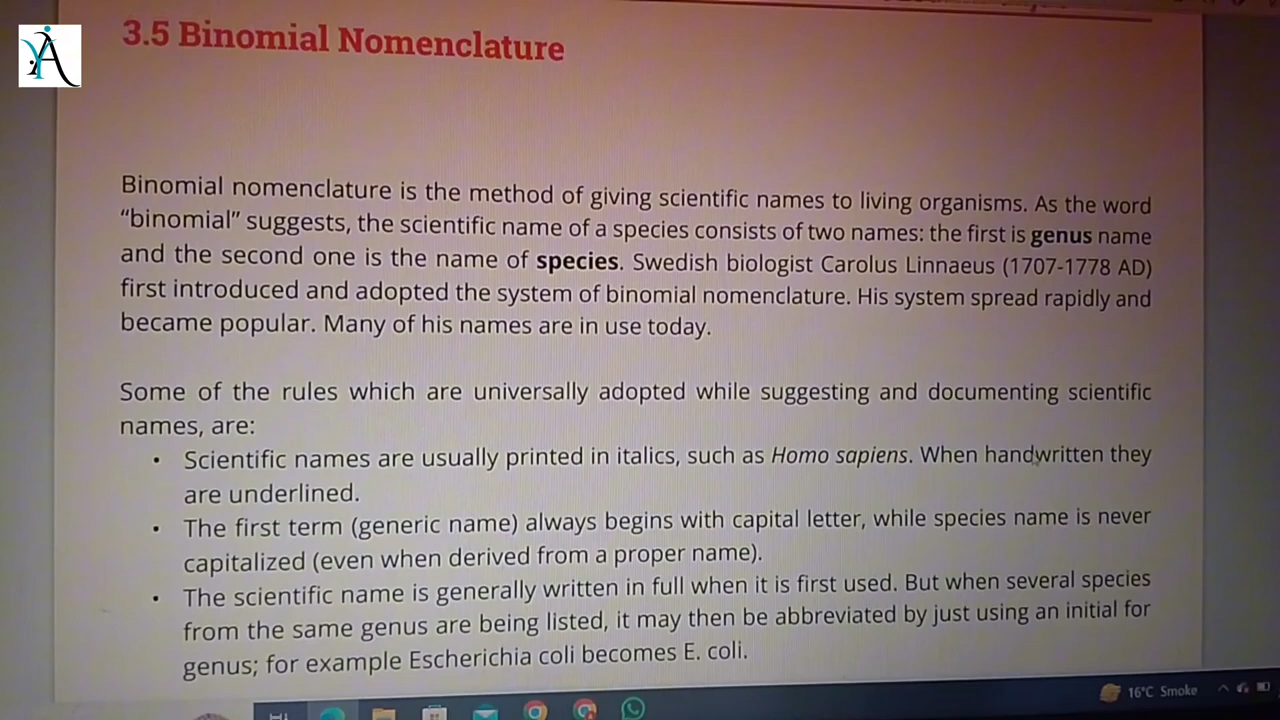 3.5 Binomial Nomenclature
Binomial nomenclature is the method of giving scientific names to living organisms. As the word
“binomial” suggests, the scientific name of a species consists of two names: the first is genus name
and the second one is the name of species. Swedish biologist Carolus Linnaeus (1707-1778 AD)
first introduced and adopted the system of binomial nomenclature. His system spread rapidly and
became popular. Many of his names are in use today.
Some of the rules which are universally adopted while suggesting and documenting scientific
names, are:
• Scientific names are usually printed in italics, such as Homo sapiens. When handwritten they
are underlined.
• The first term (generic name) always begins with capital letter, while species name is never
capitalized (even when derived from a proper name).
• The scientific name is generally written in full when it is first used. But when several species
from the same genus are being listed, it may then be abbreviated by just using an initial for
genus; for example Escherichia coli becomes E. coli.
16°C Smoke